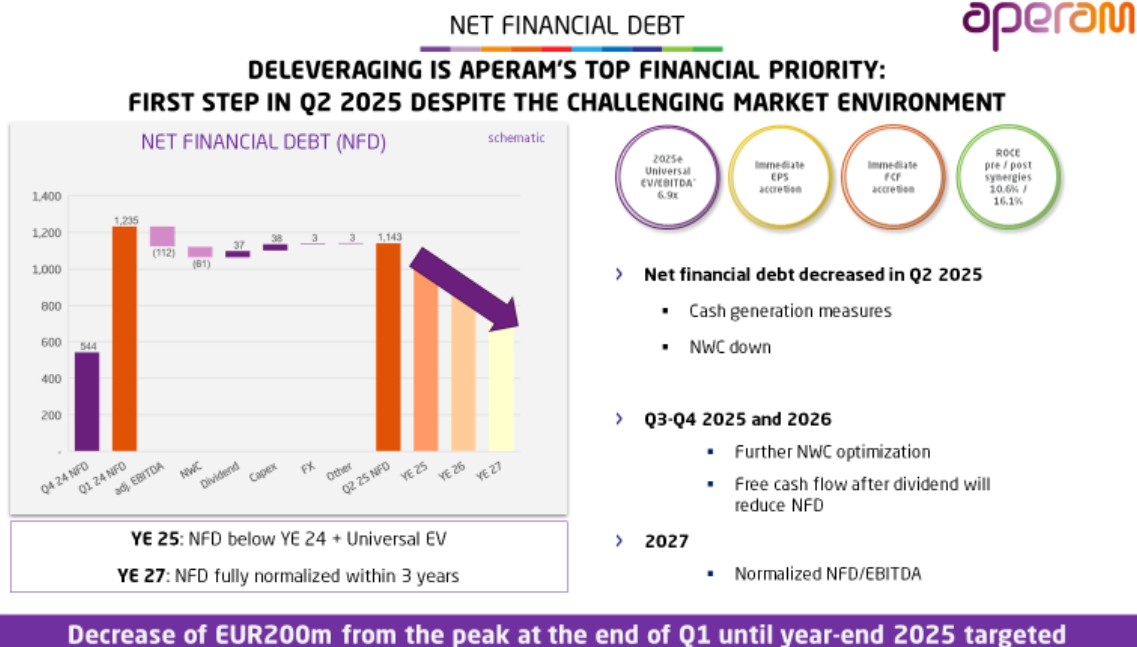 NET FINANCIAL DEBT
aperam
DELEVERAGING IS APERAM'S TOP FINANCIAL PRIORITY:
FIRST STEP IN Q2 2025 DESPITE THE CHALLENGING MARKET ENVIRONMENT
NET FINANCIAL DEBT (NFD)
schematic
1,400
1,200
1,000
800
600
400
200
-
544
1,235
(112)
(61)
37
38
3
3
1,143
Q4 24 NFD
Q1 24 NFD
adj. EBITDA
NWC
Dividend
Capex
FX
Other
Q2 25 NFD
YE 25
YE 26
YE 27
YE 25: NFD below YE 24 + Universal EV
YE 27: NFD fully normalized within 3 years
2025e
Universal
EV/EBITDA*
6.9x
Immediate
EPS
accretion
Immediate
FCF
accretion
ROCE
pre / post
synergies
10.6% /
16.1%
> Net financial debt decreased in Q2 2025
▪ Cash generation measures
▪ NWC down
> Q3-Q4 2025 and 2026
▪ Further NWC optimization
▪ Free cash flow after dividend will
reduce NFD
> 2027
▪ Normalized NFD/EBITDA
Decrease of EUR200m from the peak at the end of Q1 until year-end 2025 targeted